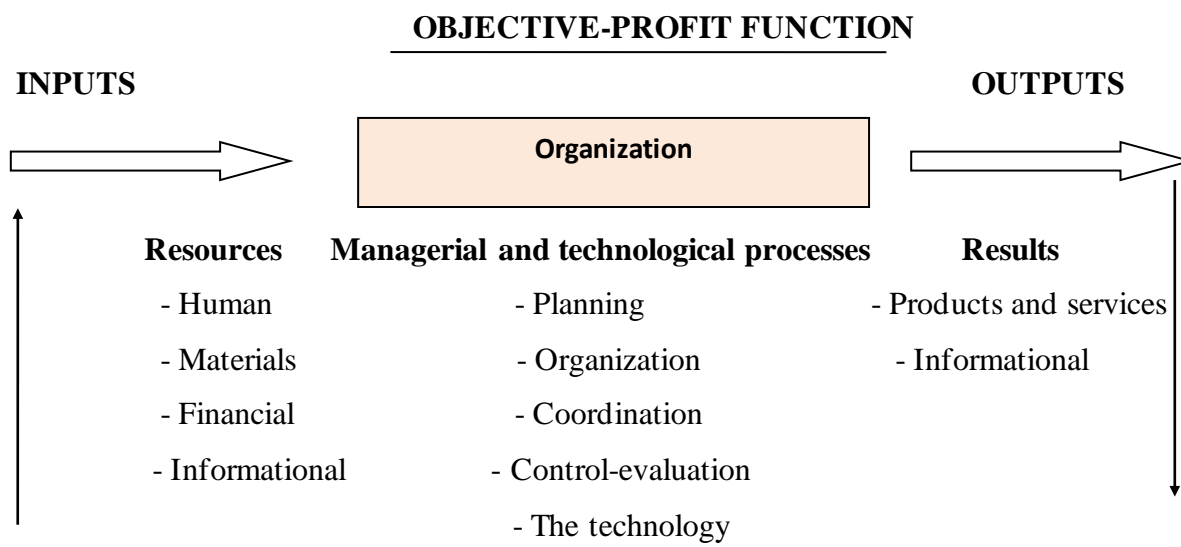 OBJECTIVE-PROFIT FUNCTION
INPUTS
OUTPUTS
Organization
Resources
Managerial and technological processes
Results
- Human
- Planning
- Products and services
- Materials
- Organization
- Informational
- Financial
- Coordination
- Informational
- Control-evaluation
- The technology